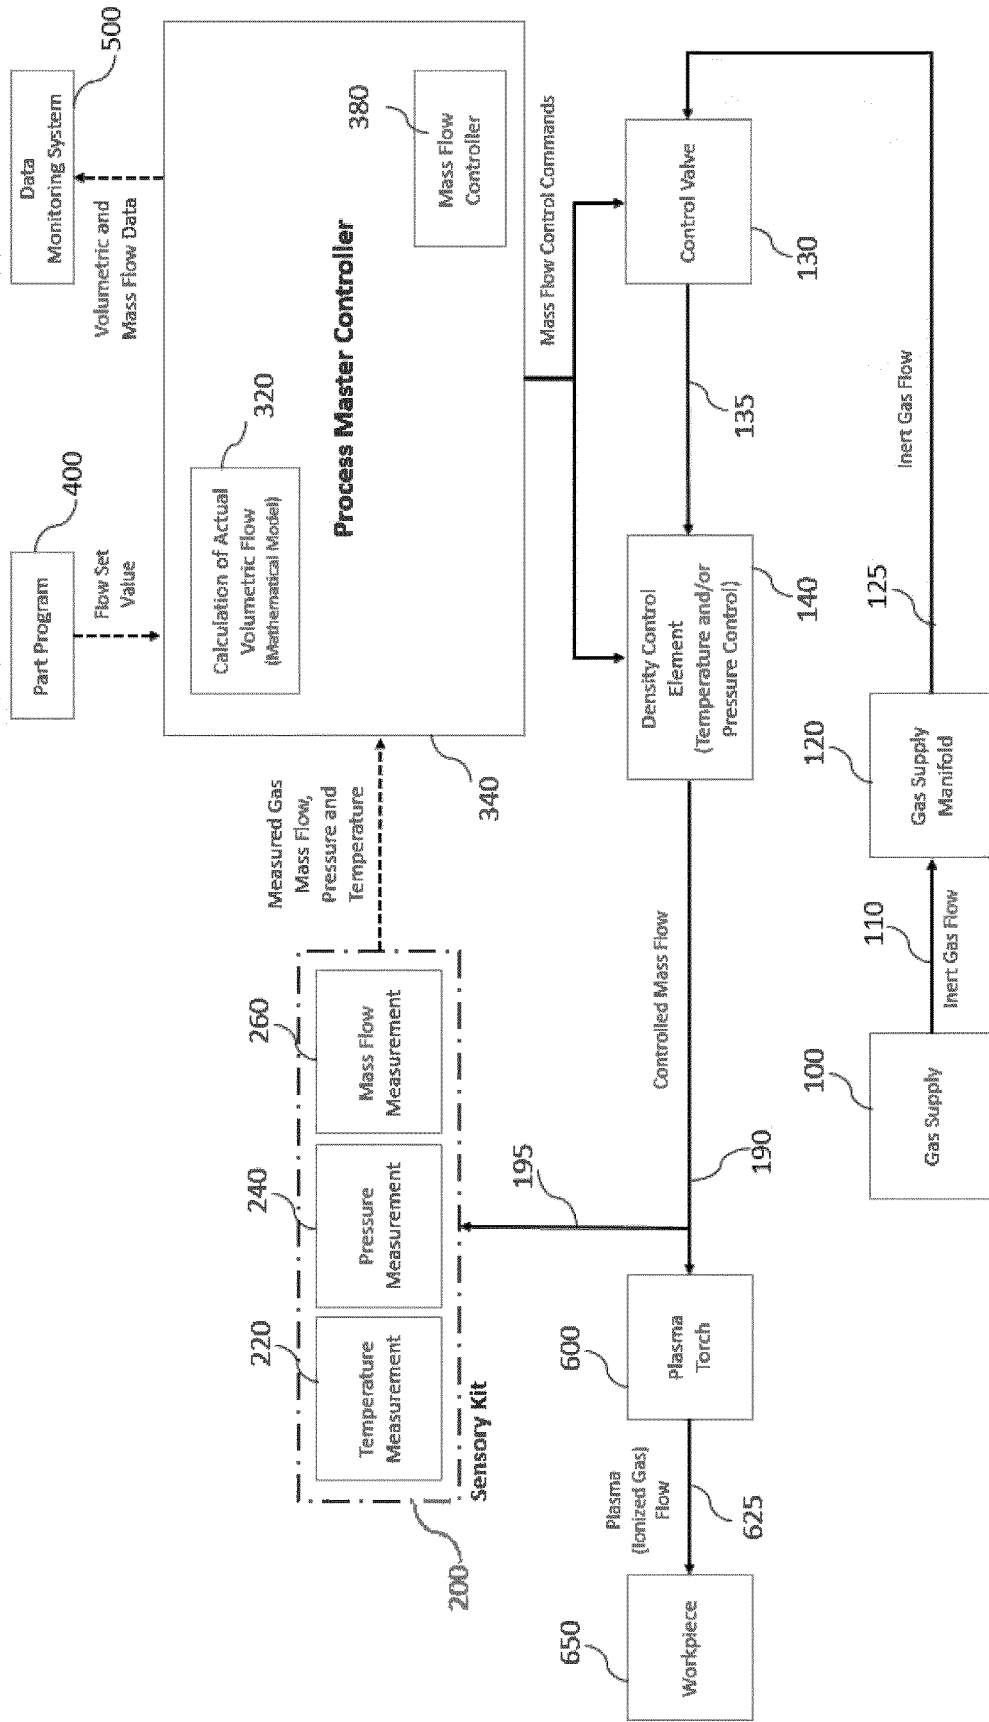 Part Program
400
Flow Set
Value
Data
Monitoring System
500
Volumetric and
Mass Flow Data
Calculation of Actual
Volumetric Flow
(Mathematical Model)
320
Process Master Controller
Mass Flow
Controller
380
340
Measured Gas
Mass Flow,
Pressure and
Temperature
Temperature
Measurement
220
Pressure
Measurement
240
Mass Flow
Measurement
260
Sensory Kit
200
195
Mass Flow Control Commands
Workpiece
650
Plasma
(Ionized Gas)
Flow
625
Plasma
Torch
600
Controlled Mass Flow
190
Density Control
Element
(Temperature and/or
Pressure Control)
140
135
Control Valve
130
Gas Supply
100
Inert Gas Flow
110
Gas Supply
Manifold
120
125
Inert Gas Flow